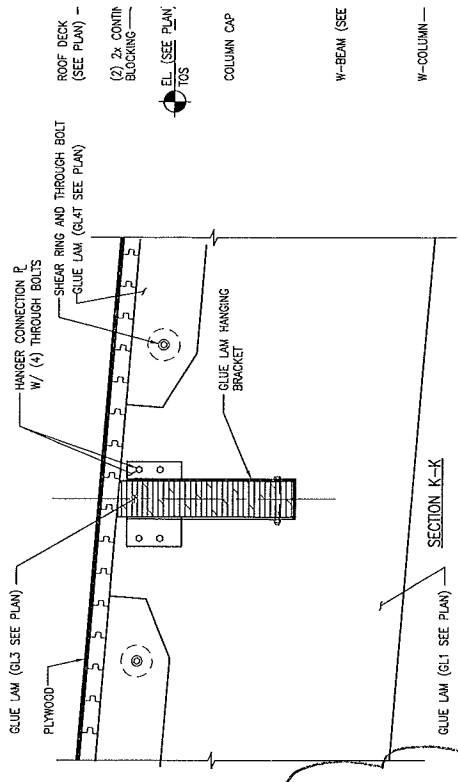 GLUE LAM (GL3 SEE PLAN)
PLYWOOD
HANGER CONNECTION PL
W/ (4) THROUGH BOLTS
SHEAR RING AND THROUGH BOLT
GLUE LAM (GL4T SEE PLAN)
GLUE LAM HANGING
BRACKET
SECTION K-K
GLUE LAM (GL1 SEE PLAN)
ROOF DECK
(SEE PLAN)
(2) 2x
BLOCKING
EL (SEE PLAN)
TOS
COLUMN CAP
W-BEAM (SEE
W-COLUMN